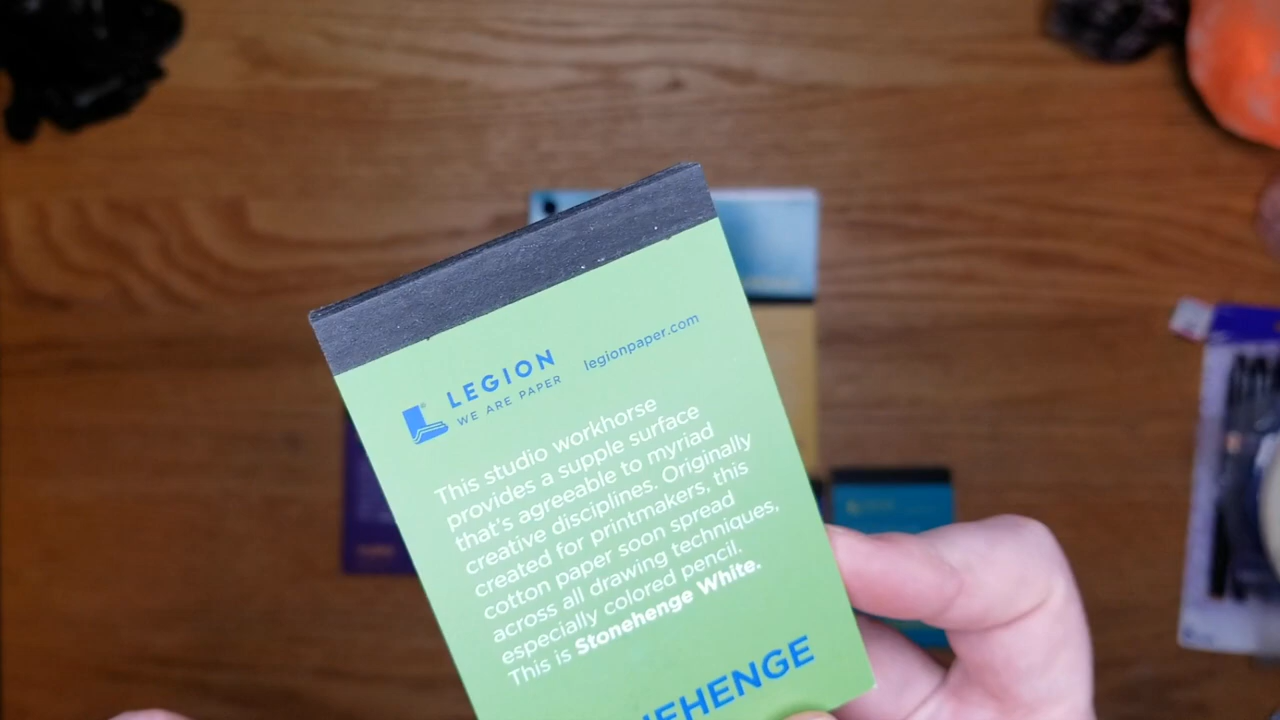 LEGION
WE ARE PAPER
legionpaper.com
This studio workhorse
provides a supple surface
that's agreeable to myriad
creative disciplines. Originally
created for printmakers, this
cotton paper soon spread
across all drawing techniques,
especially colored pencil.
This is Stonehenge White.
NEHENGE